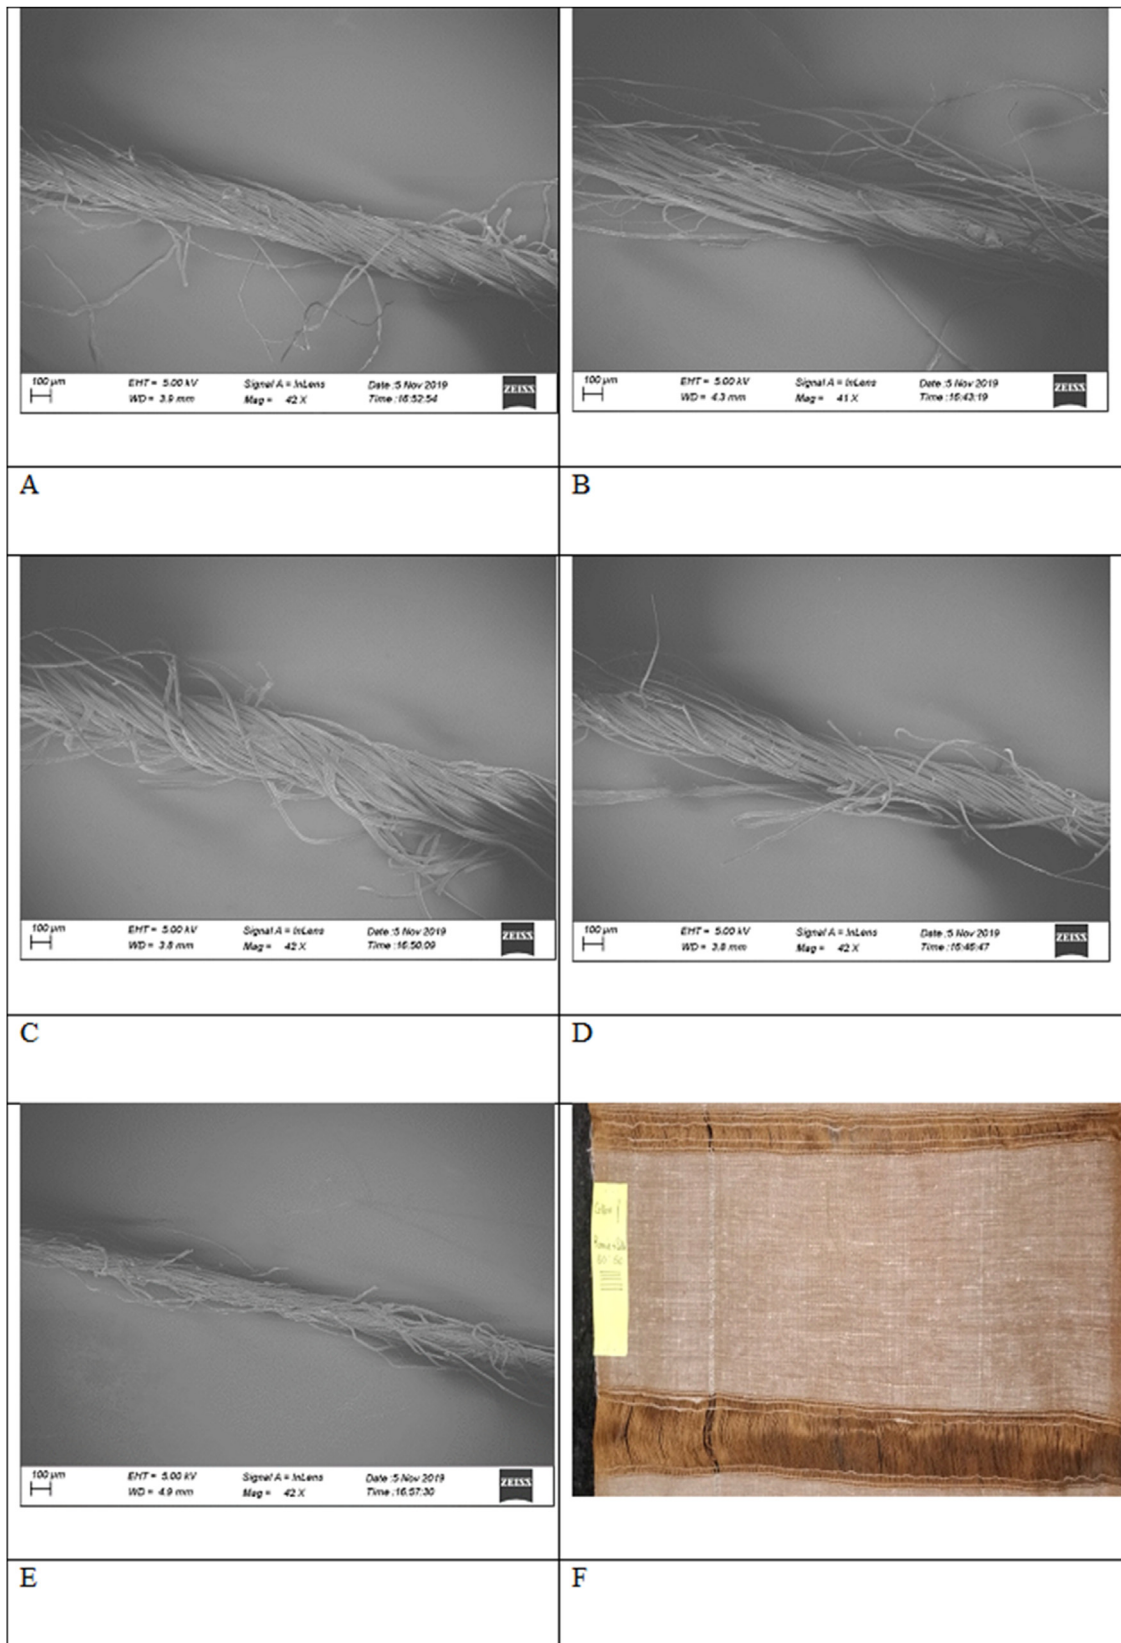 100 µm
EHT = 5.00 kV
Signal A = InLens
Date :5 Nov 2019
WD = 3.9 mm
Mag = 42 X
Time :16:52:54
ZEISS
100 µm
EHT = 5.00 kV
Signal A = InLens
Date :5 Nov 2019
WD = 4.3 mm
Mag = 41 X
Time :16:43:19
ZEISS
A
B
100 µm
EHT = 5.00 kV
Signal A = InLens
Date :5 Nov 2019
WD = 3.8 mm
Mag = 42 X
Time :16:50:09
ZEISS
100 µm
EHT = 5.00 kV
Signal A = InLens
Date :5 Nov 2019
WD = 3.8 mm
Mag = 42 X
ZEISS
C
D
100 µm
EHT = 5.00 kV
Signal A = InLens
Date :5 Nov 2019
WD = 4.9 mm
Mag = 42 X
Time :16:57:30
ZEISS
E
F